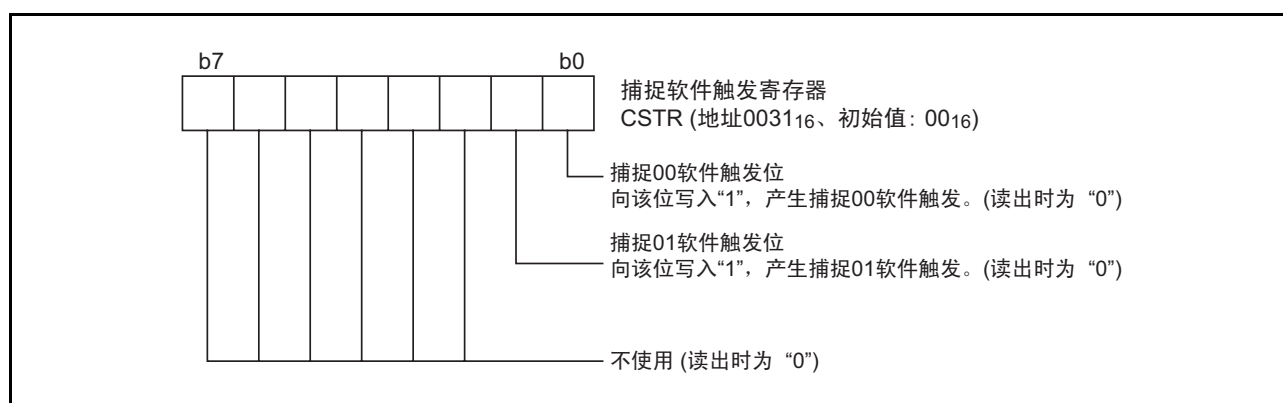 b7
b0
捕捉软件触发寄存器
CSTR (地址003116、初始值: 0016)
捕捉00软件触发位
向该位写入“1”，产生捕捉00软件触发。(读出时为 “0”)
捕捉01软件触发位
向该位写入“1”，产生捕捉01软件触发。(读出时为 “0”)
不使用 (读出时为 “0”)